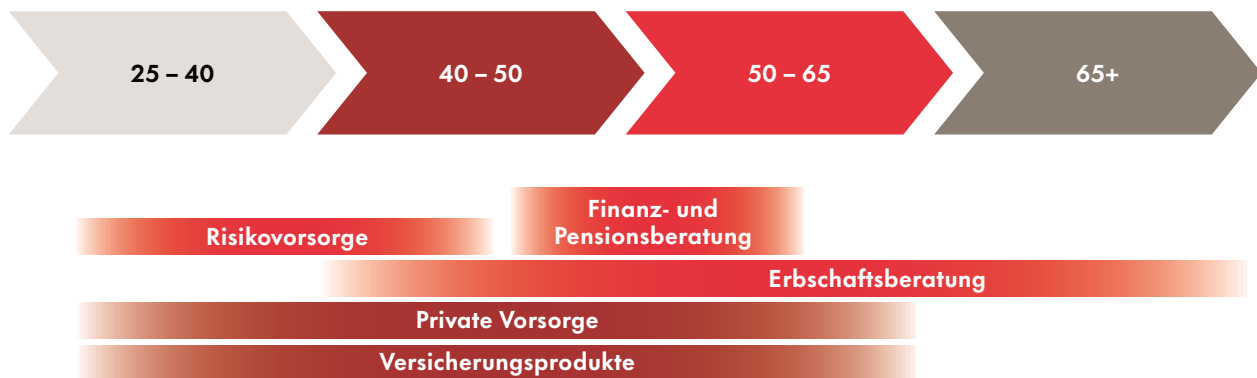 25 – 40
40 – 50
50 – 65
65+
Finanz- und
Pensionsberatung
Risikovorsorge
Erbschaftsberatung
Private Vorsorge
Versicherungsprodukte